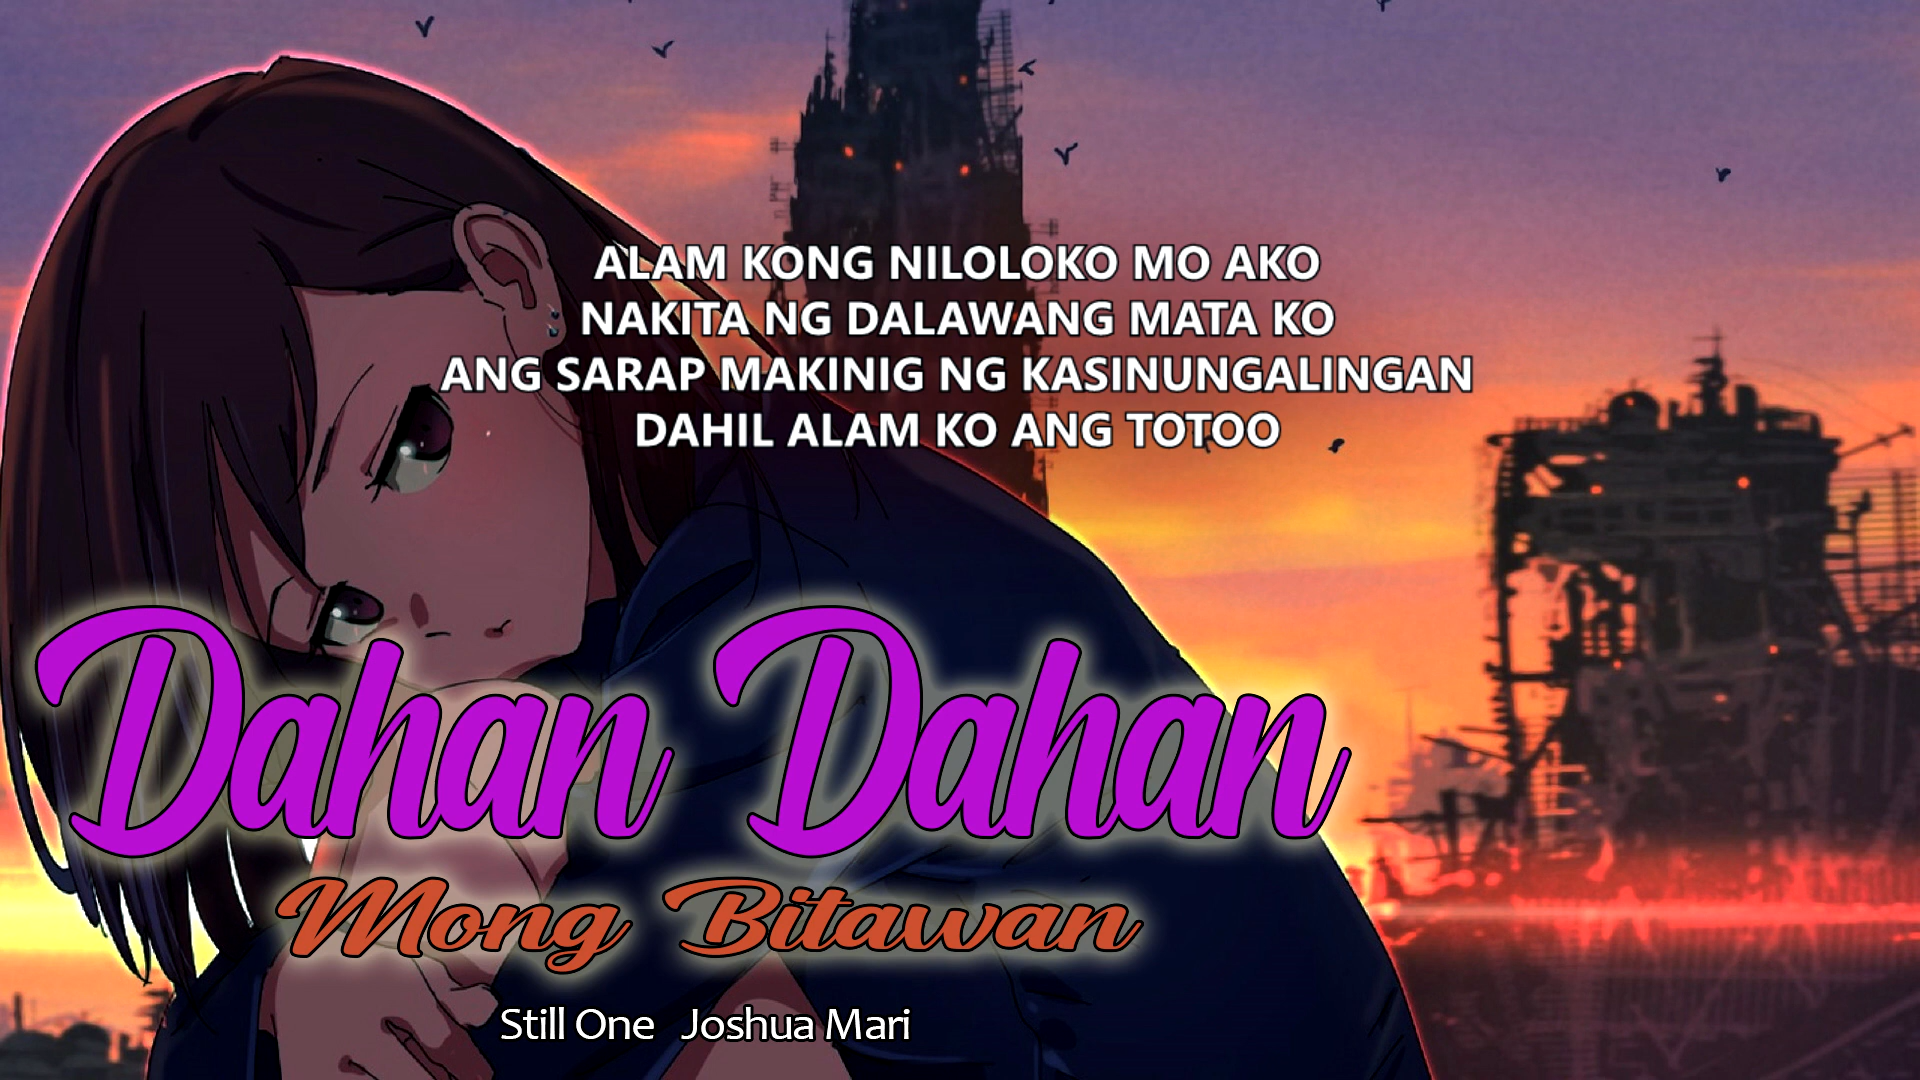 ALAM KONG NILOLOKO MO AKO
NAKITA NG DALAWANG MATA KO
ANG SARAP MAKINIG NG KASINUNGALINGAN
DAHIL ALAM KO ANG TOTOO
Dahan Dahan
Mong Bitawan
Still One Joshua Mari